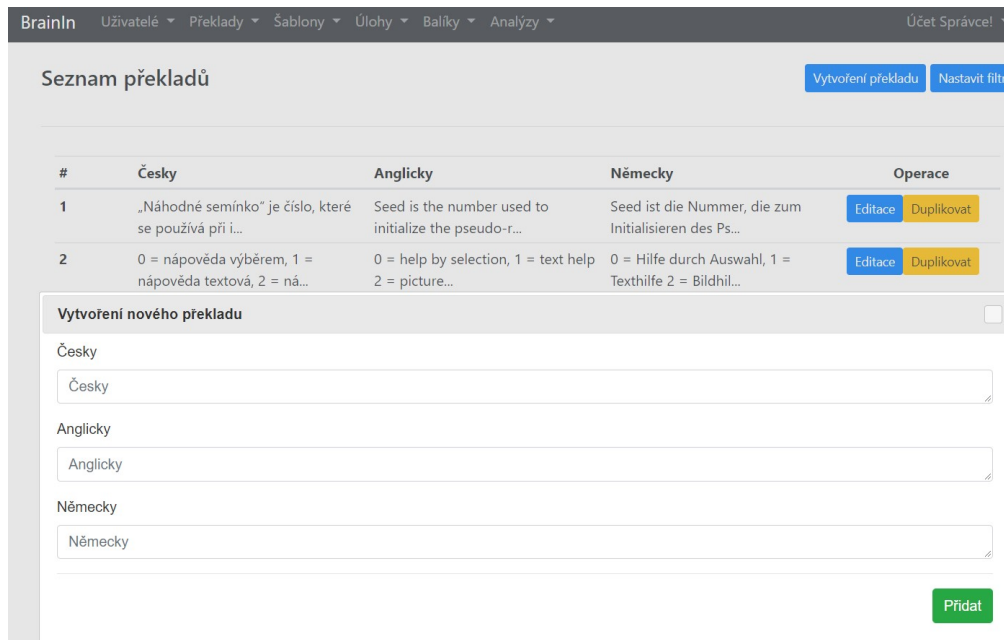 BrainIn Uživatelé Překlady Šablony Úlohy Balíky Analýzy Účet Správce!
Seznam překladů Vytvoření překladu Nastavit filt
# Česky Anglicky Německy Operace
1 „Náhodné semínko“ je číslo, které Seed is the number used to Seed ist die Nummer, die zum Editace Duplikovat
se používá při i... initialize the pseudo-r... Initialisieren des Ps...
2 0 = nápověda výběrem, 1 = 0 = help by selection, 1 = text help 0 = Hilfe durch Auswahl, 1 = Editace Duplikovat
nápověda textová, 2 = ná... 2 = picture... Texthilfe 2 = Bildhil...
Vytvoření nového překladu
Česky
Česky
Anglicky
Anglicky
Německy
Německy
Přidat